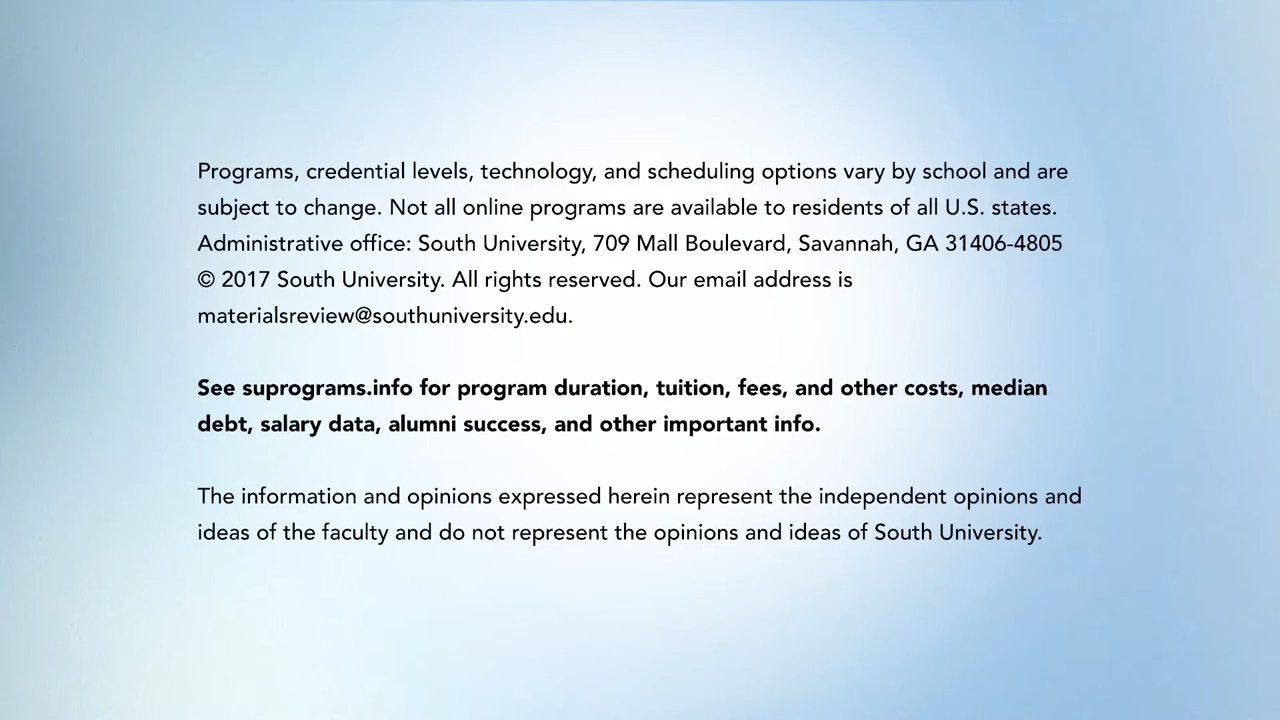 Programs, credential levels, technology, and scheduling options vary by school and are
subject to change. Not all online programs are available to residents of all U.S. states.
Administrative office: South University, 709 Mall Boulevard, Savannah, GA 31406-4805
© 2017 South University. All rights reserved. Our email address is
materialsreview@southuniversity.edu.
See suprograms.info for program duration, tuition, fees, and other costs, median
debt, salary data, alumni success, and other important info.
The information and opinions expressed herein represent the independent opinions and
ideas of the faculty and do not represent the opinions and ideas of South University.